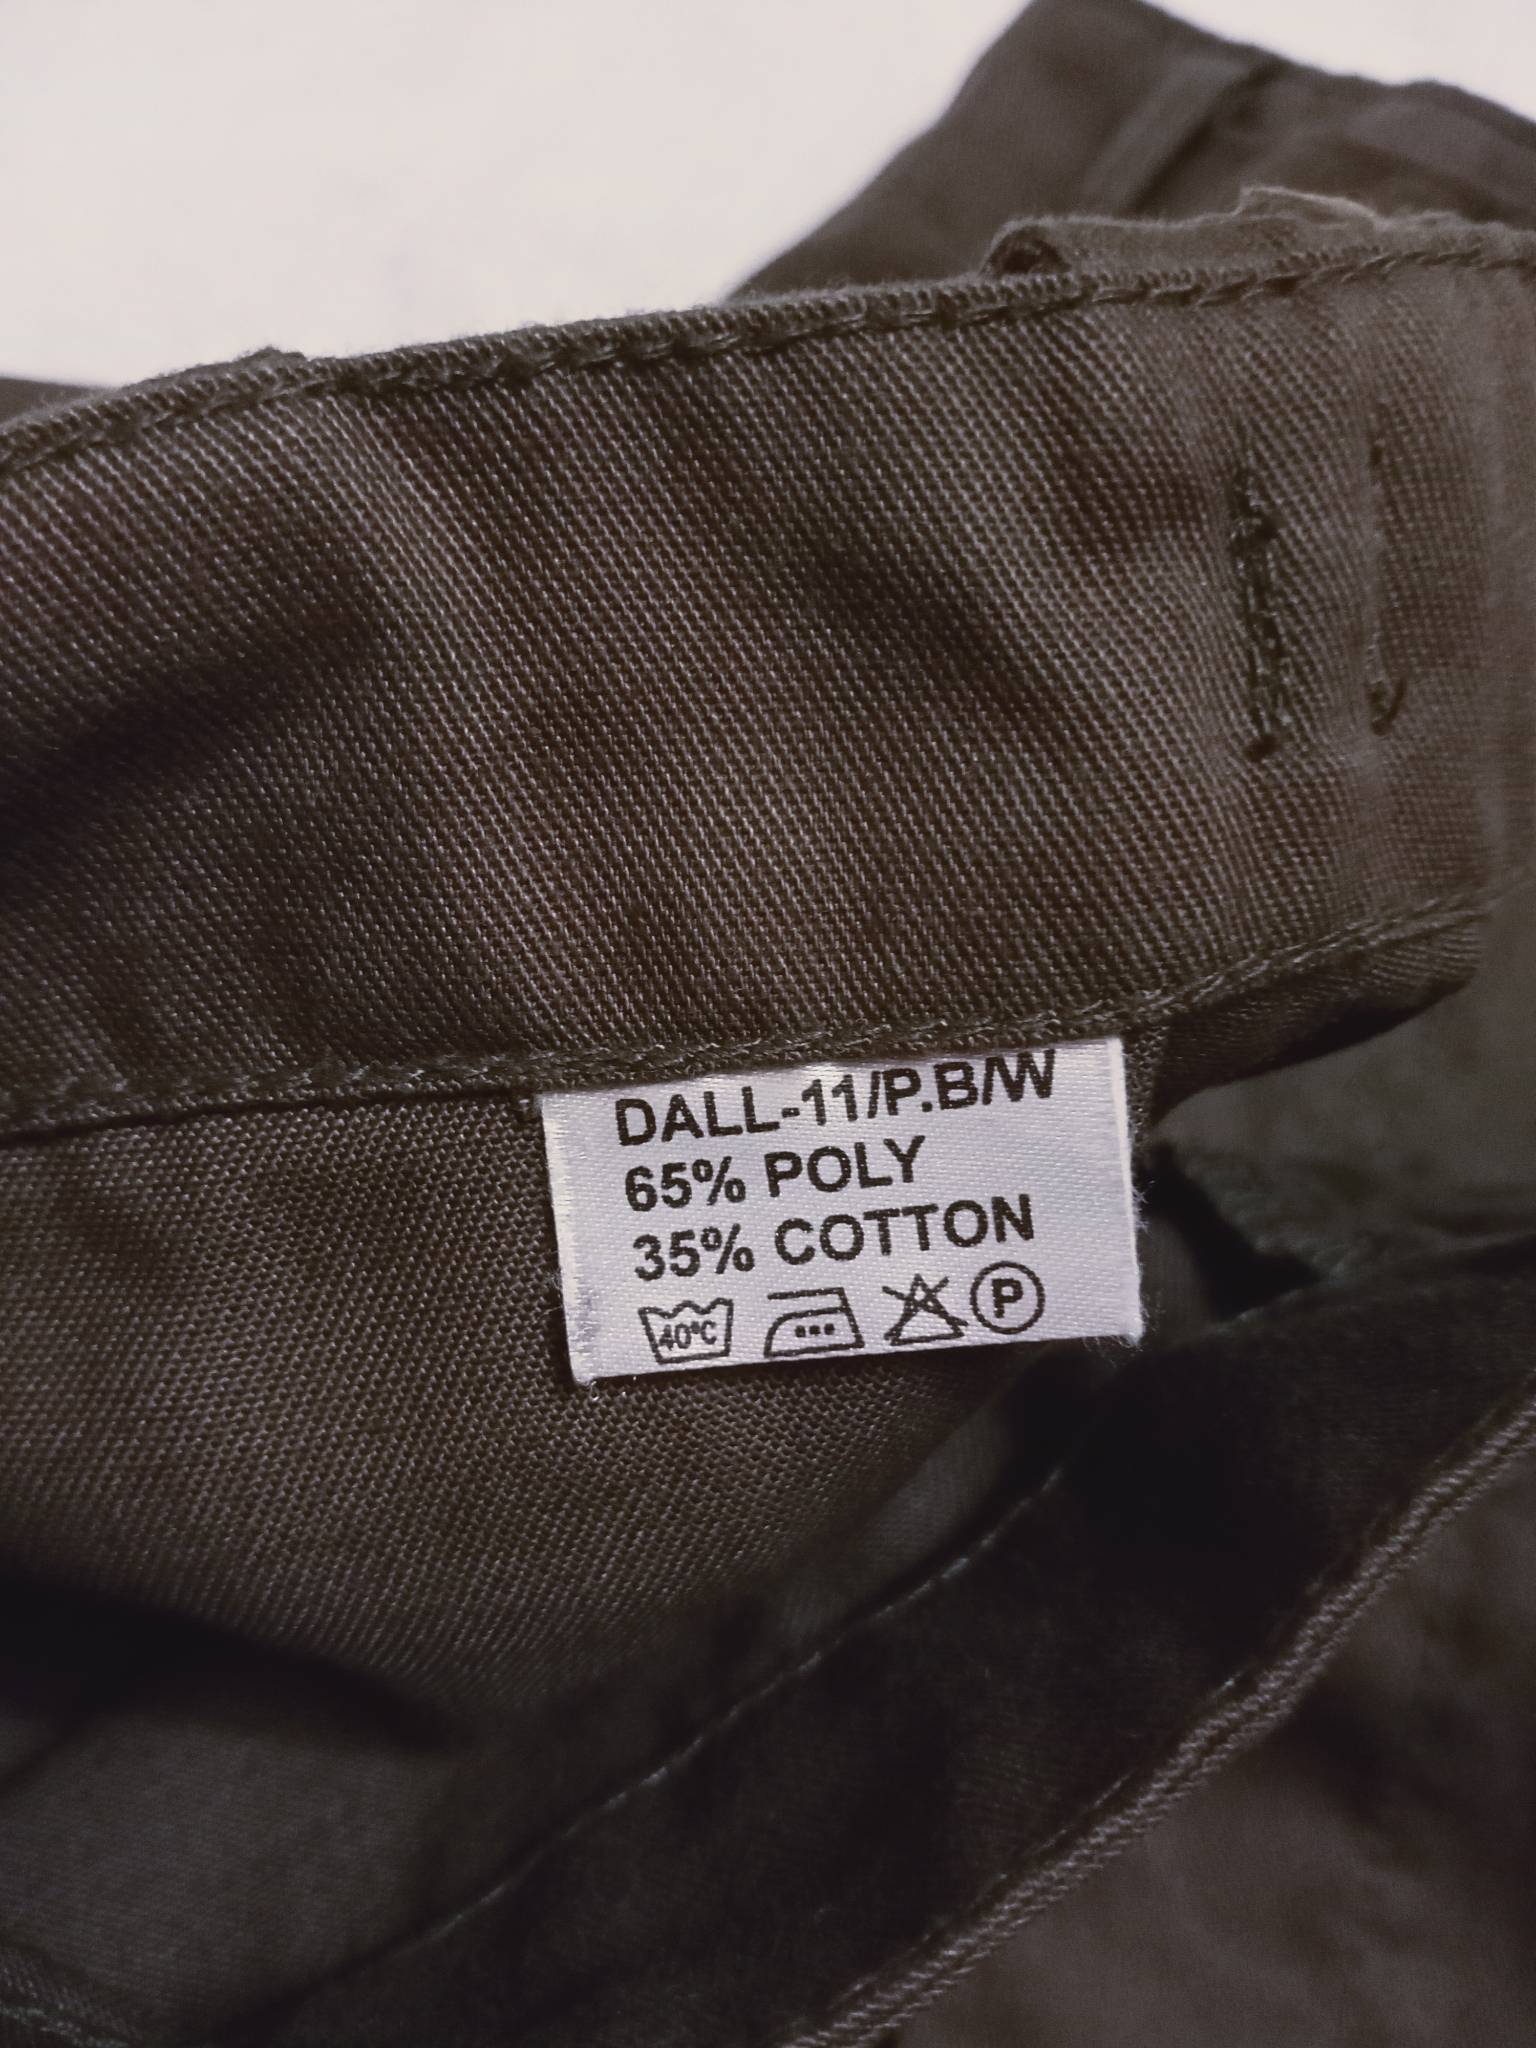 DALL-11/P.B/W
65% POLY
35% COTTON
40°C P